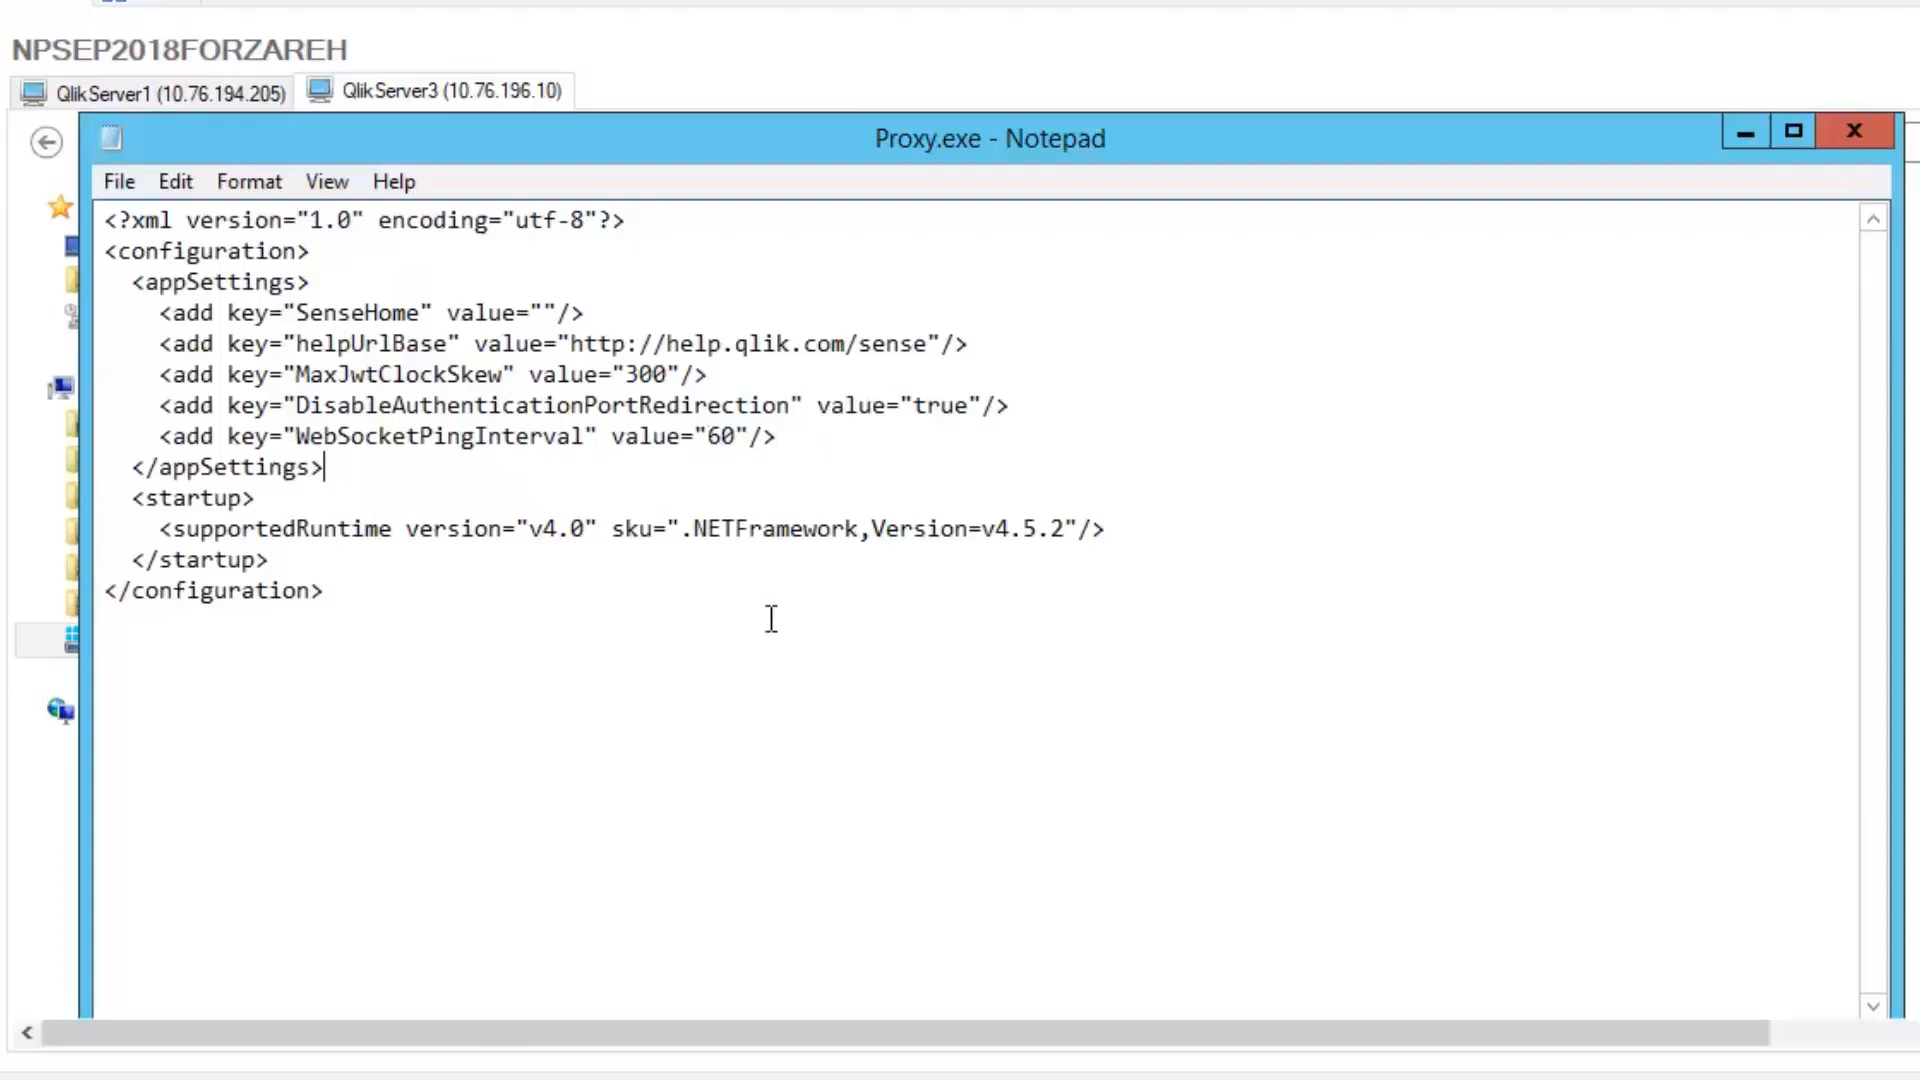 NPSEP2018FORZAREH
QlikServer1 (10.76.194.205)
QlikServer3 (10.76.196.10)
Proxy.exe - Notepad
File Edit Format View Help
<?xml version="1.0" encoding="utf-8"?>
<configuration>
  <appSettings>
    <add key="SenseHome" value=""/>
    <add key="helpUrlBase" value="http://help.qlik.com/sense"/>
    <add key="MaxJwtClockSkew" value="300"/>
    <add key="DisableAuthenticationPortRedirection" value="true"/>
    <add key="WebSocketPingInterval" value="60"/>
  </appSettings>
  <startup>
    <supportedRuntime version="v4.0" sku=".NETFramework,Version=v4.5.2"/>
  </startup>
</configuration>